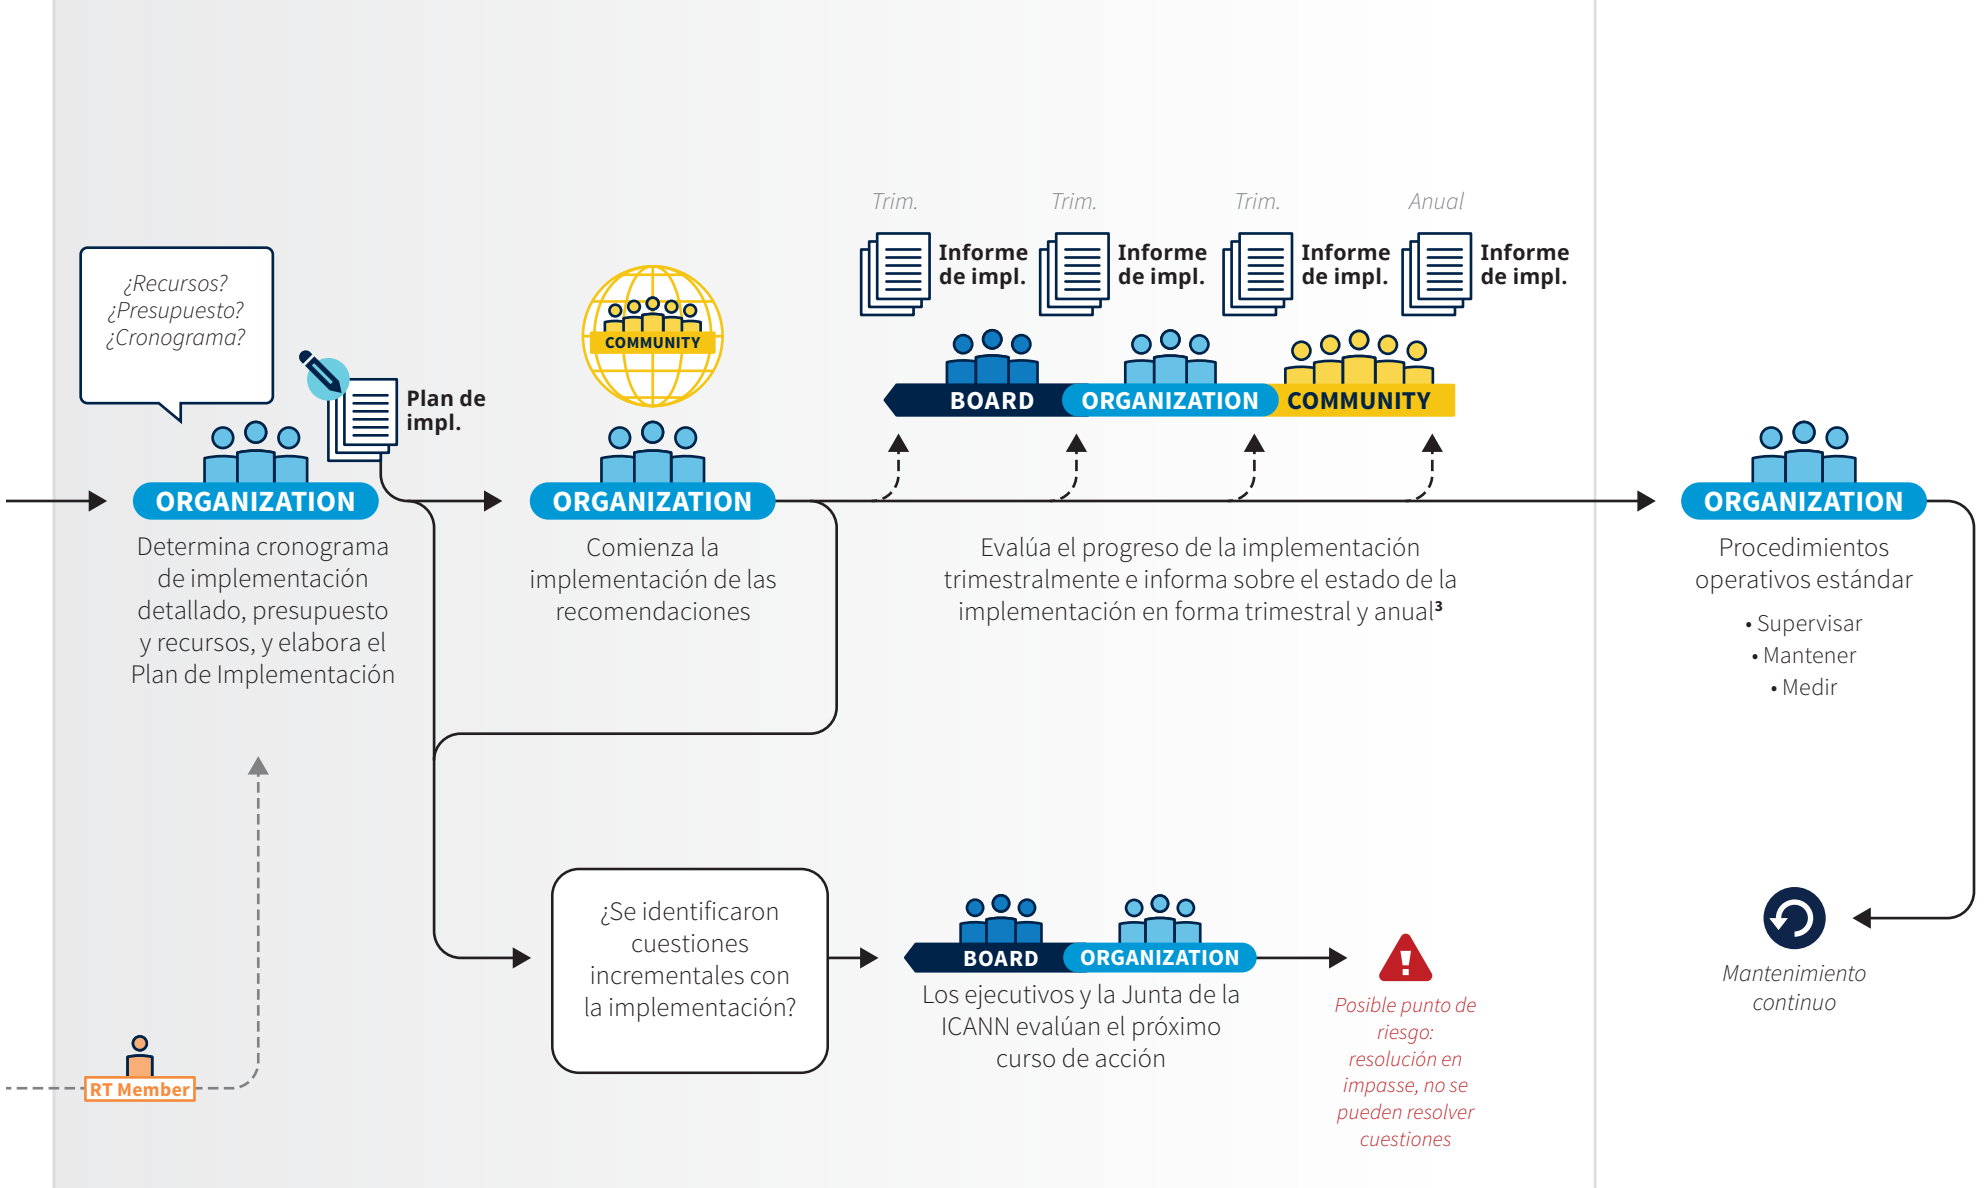 ¿Recursos?
¿Presupuesto?
¿Cronograma?
Plan de
impl.
ORGANIZATION
Determina cronograma
de implementación
detallado, presupuesto
y recursos, y elabora el
Plan de Implementación
RT Member
COMMUNITY
ORGANIZATION
Comienza la
implementación de las
recomendaciones
Trim.
Informe
de impl.
Trim.
Informe
de impl.
Trim.
Informe
de impl.
Anual
Informe
de impl.
BOARD
ORGANIZATION
COMMUNITY
Evalúa el progreso de la implementación
trimestralmente e informa sobre el estado de la
implementación en forma trimestral y anual³
¿Se identificaron
cuestiones
incrementales con
la implementación?
BOARD
ORGANIZATION
Los ejecutivos y la Junta de la
ICANN evalúan el próximo
curso de acción
Posible punto de
riesgo:
resolución en
impasse, no se
pueden resolver
cuestiones
ORGANIZATION
Procedimientos
operativos estándar
• Supervisar
• Mantener
• Medir
Mantenimiento
continuo